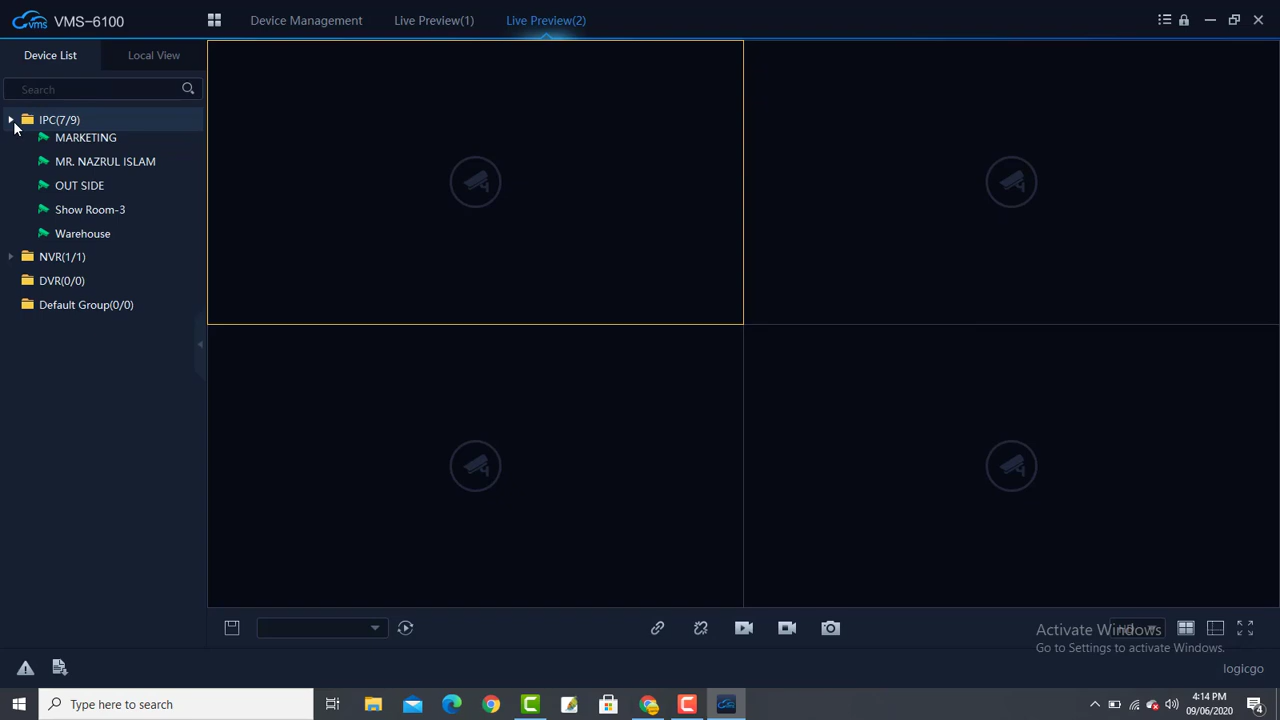 vms VMS-6100 Device Management Live Preview(1) Live Preview(2)
Device List Local View
Search
IPC(7/9)
MARKETING
MR. NAZRUL ISLAM
OUT SIDE
Show Room-3
Warehouse
NVR(1/1)
DVR(0/0)
Default Group(0/0)
HD
Activate Windows
Go to Settings to activate Windows.
logicgo
Type here to search
4:14 PM
09/06/2020
4